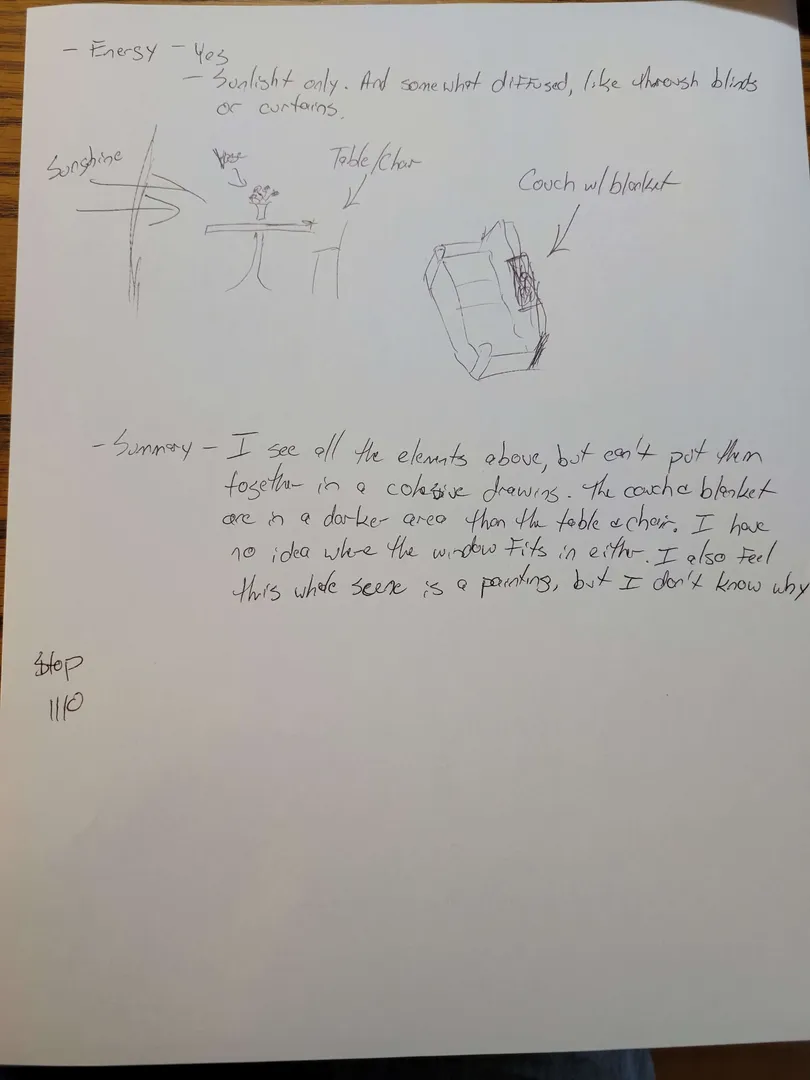 - Energy - Yes
- Sunlight only. And somewhat diffused, like through blinds
or curtains.
Sunshine
Vase
Table/Chair
Couch w/blanket
- Summary - I see all the elements above, but can't put them
together in a cohesive drawing. The couch & blanket
are in a darker area than the table & chair. I have
no idea where the window fits in either. I also feel
this whole scene is a painting, but I don't know why
Stop
1110